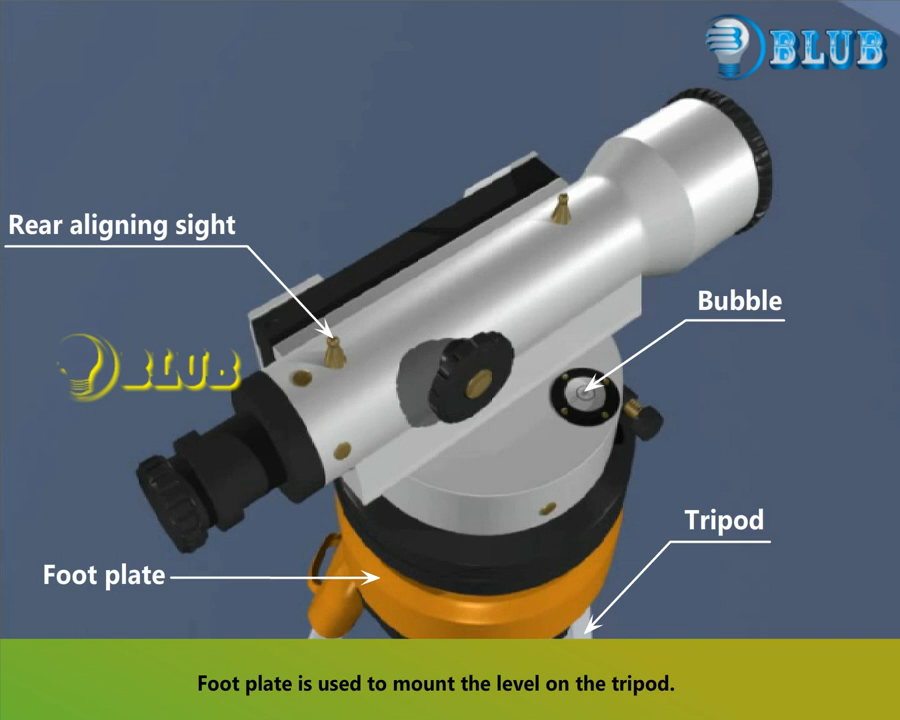 BLUB
Rear aligning sight
Bubble
BLUB
Tripod
Foot plate
Foot plate is used to mount the level on the tripod.